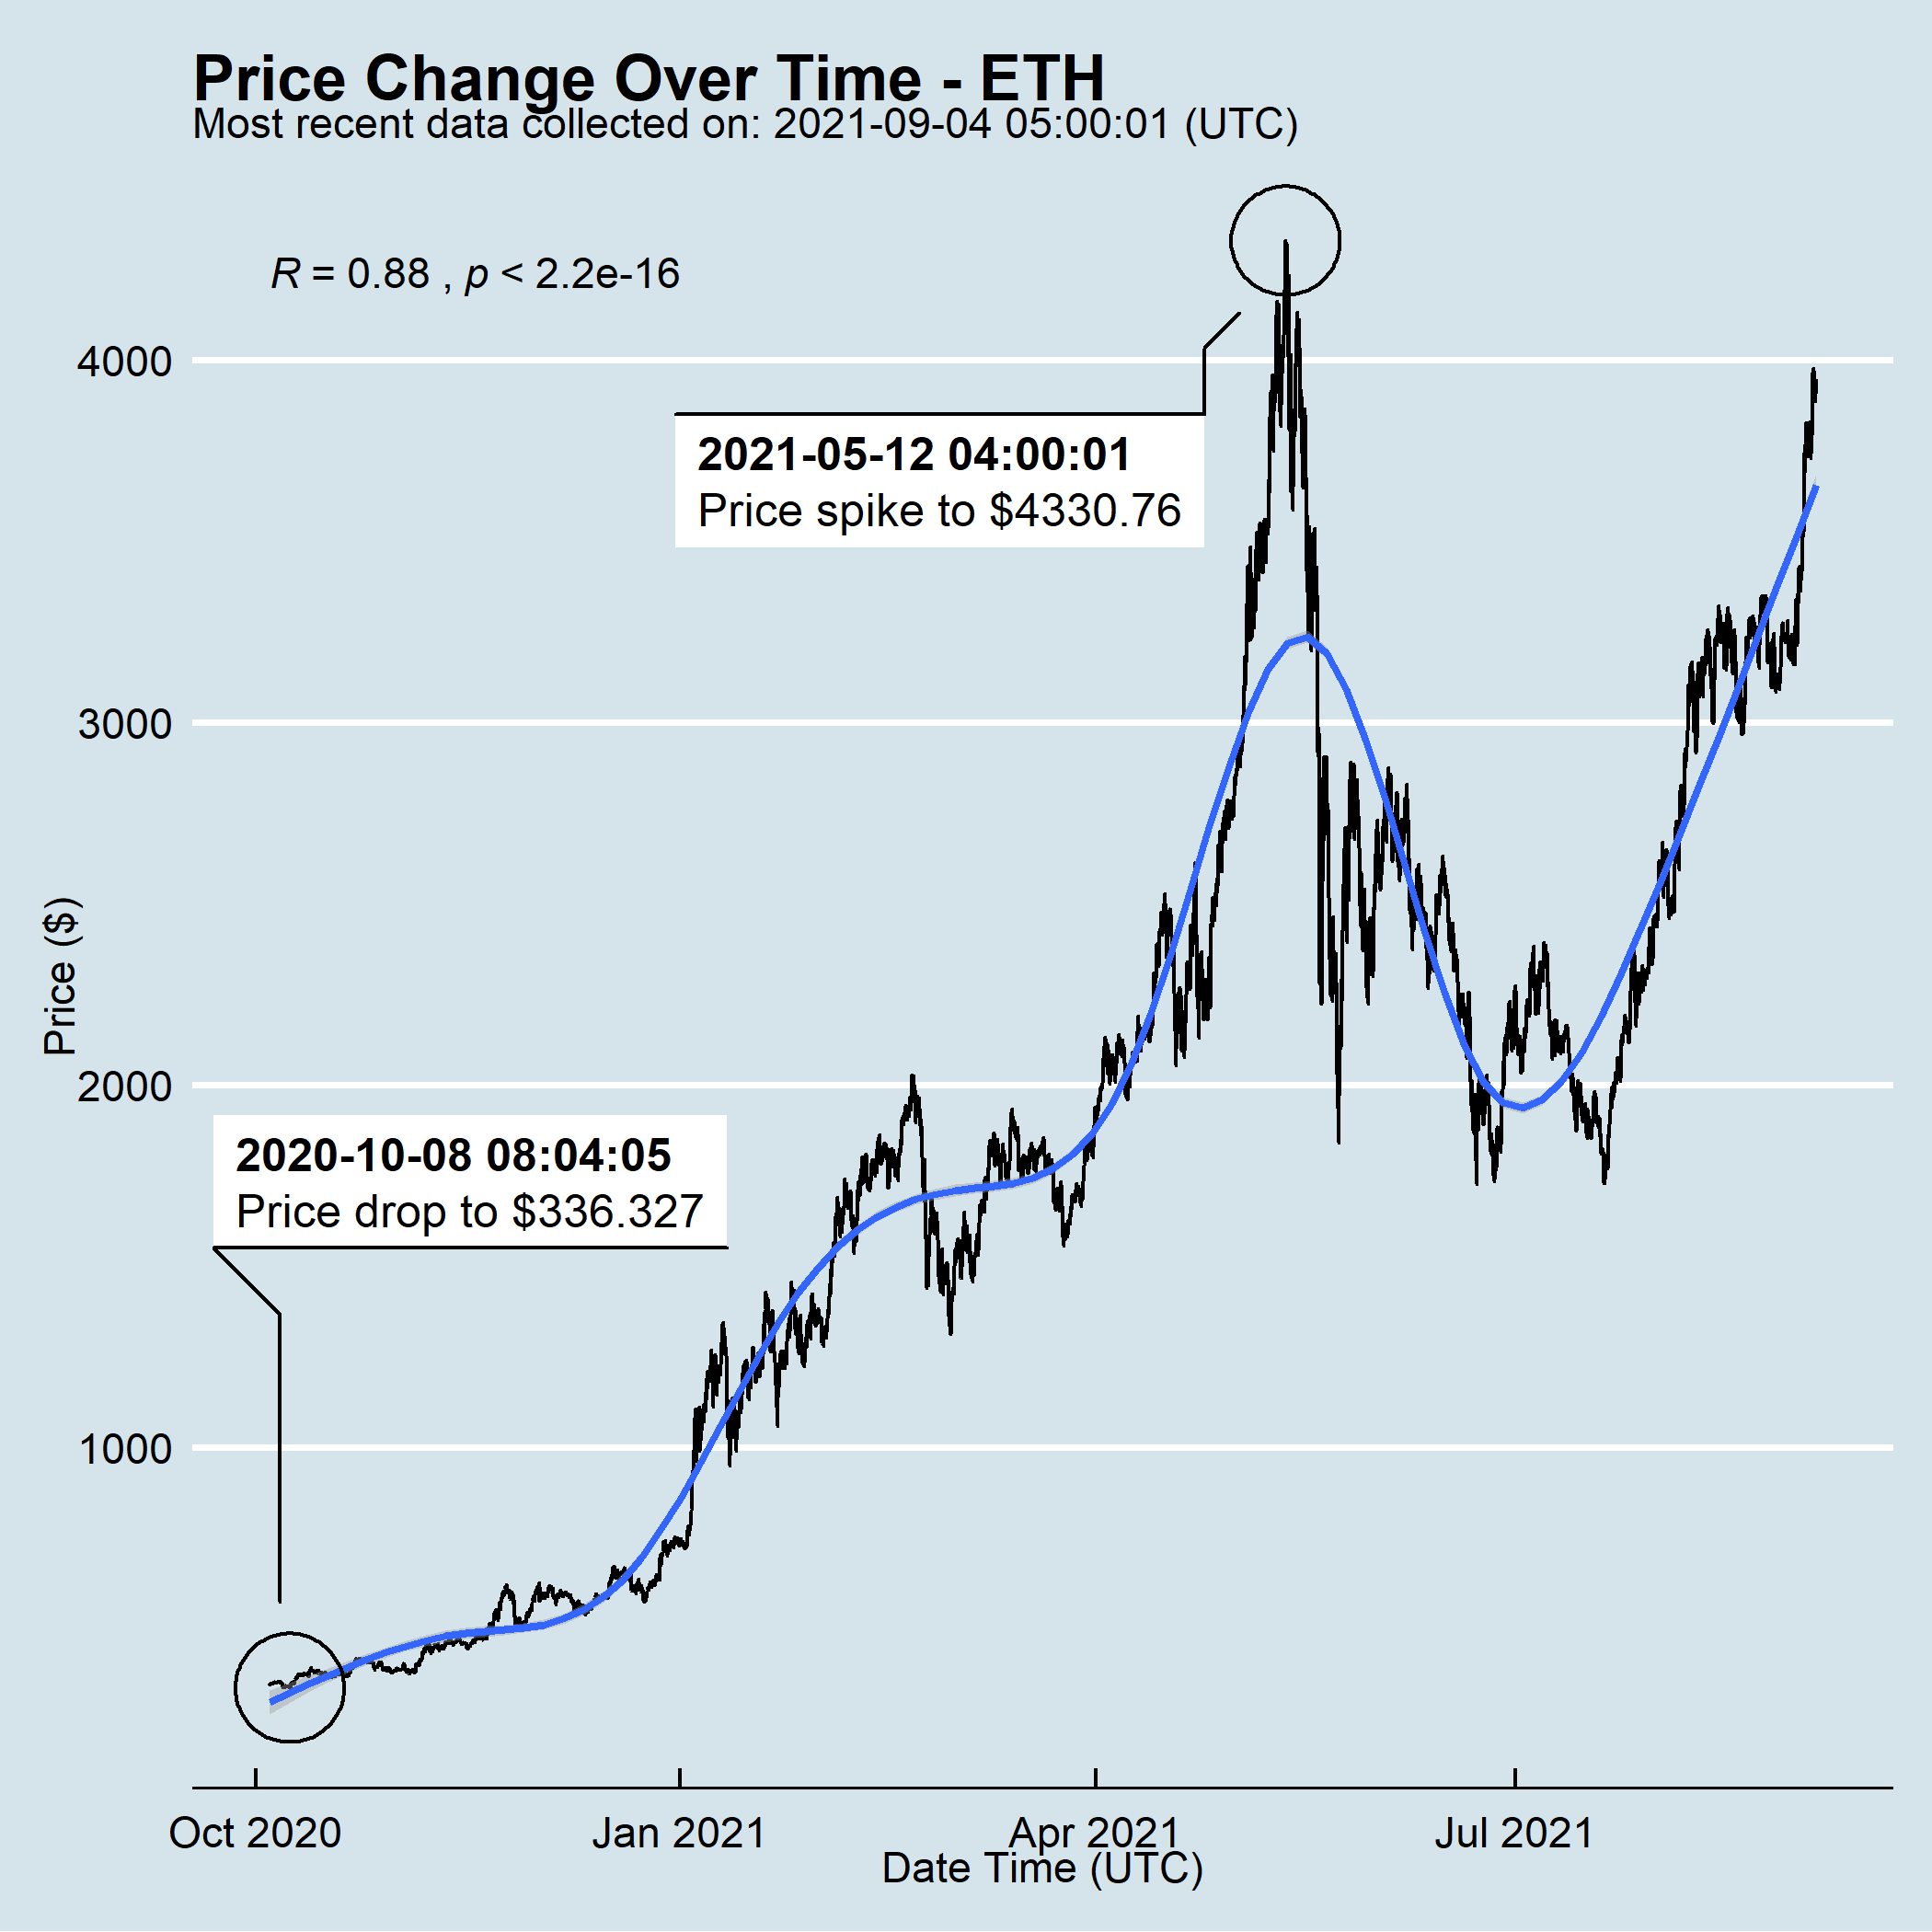 Price Change Over Time - ETH
Most recent data collected on: 2021-09-04 05:00:01 (UTC)
R = 0.88 , p < 2.2e-16
4000
2021-05-12 04:00:01
Price spike to $4330.76
3000
Price ($)
2000
2020-10-08 08:04:05
Price drop to $336.327
1000
Oct 2020 Jan 2021 Apr 2021 Jul 2021
Date Time (UTC)